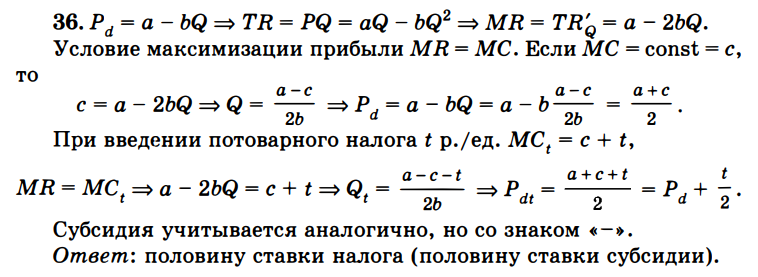 36. P_d = a − bQ ⇒ TR = PQ = aQ − bQ² ⇒ MR = TR′_Q = a − 2bQ.
Условие максимизации прибыли MR = MC. Если MC = const = c,
то
c = a − 2bQ ⇒ Q = (a − c)/2b ⇒ P_d = a − bQ = a − b (a − c)/2b = (a + c)/2 .
При введении потоварного налога t р./ед. MC_t = c + t,
MR = MC_t ⇒ a − 2bQ = c + t ⇒ Q_t = (a − c − t)/2b ⇒ P_dt = (a + c + t)/2 = P_d + t/2 .
Субсидия учитывается аналогично, но со знаком «−».
Ответ: половину ставки налога (половину ставки субсидии).